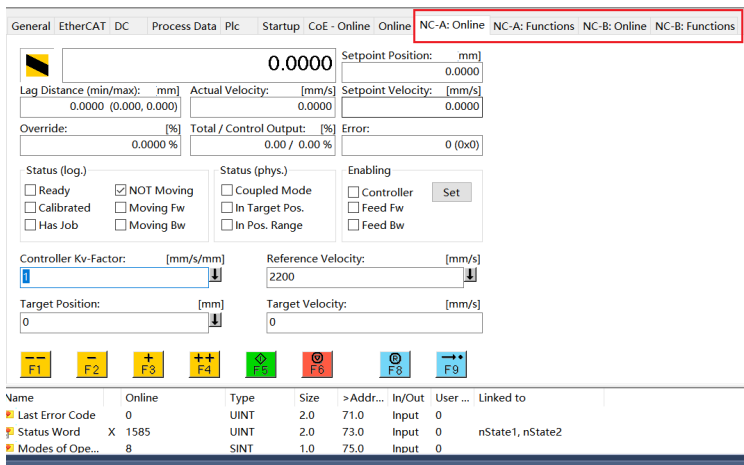 General EtherCAT DC Process Data Plc Startup CoE - Online Online NC-A: Online NC-A: Functions NC-B: Online NC-B: Functions
0.0000 Setpoint Position: mm]
0.0000
Lag Distance (min/max): mm] Actual Velocity: [mm/s] Setpoint Velocity: [mm/s]
0.0000 (0.000, 0.000) 0.0000 0.0000
Override: [%] Total / Control Output: [%] Error:
0.0000 % 0.00 / 0.00 % 0 (0x0)
Status (log.) Status (phys.) Enabling
Ready NOT Moving Coupled Mode Controller Set
Calibrated Moving Fw In Target Pos. Feed Fw
Has Job Moving Bw In Pos. Range Feed Bw
Controller Kv-Factor: [mm/s/mm] Reference Velocity: [mm/s]
1 2200
Target Position: [mm] Target Velocity: [mm/s]
0 0
-- - + ++ R
F1 F2 F3 F4 F5 F6 F8 F9
Name Online Type Size >Addr... In/Out User ... Linked to
Last Error Code 0 UINT 2.0 71.0 Input 0
Status Word X 1585 UINT 2.0 73.0 Input 0 nState1, nState2
Modes of Ope... 8 SINT 1.0 75.0 Input 0